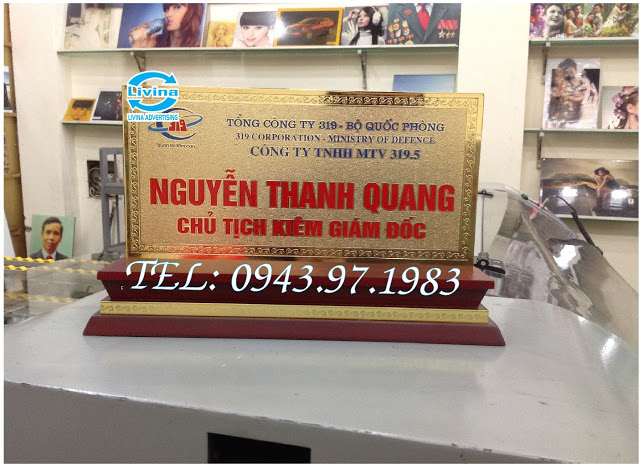 Livina
LIVINA ADVERTISING
319
TỔNG CÔNG TY 319 - BỘ QUỐC PHÒNG
319 CORPORATION - MINISTRY OF DEFENCE
CÔNG TY TNHH MTV 319.5
NGUYỄN THANH QUANG
CHỦ TỊCH KIÊM GIÁM ĐỐC
TEL: 0943.97.1983